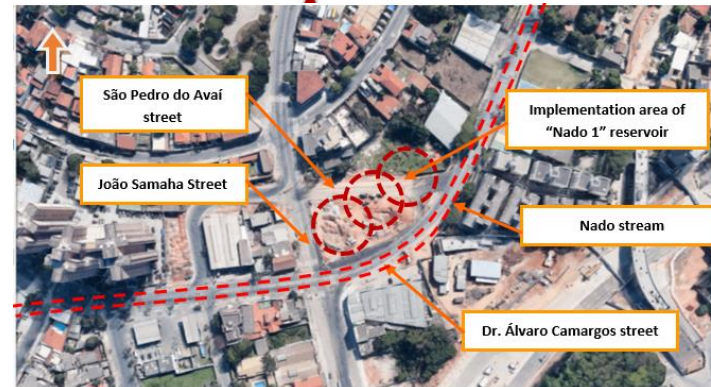 São Pedro do Avaí
street
Implementation area of
“Nado 1” reservoir
João Samaha Street
Nado stream
Dr. Álvaro Camargos street